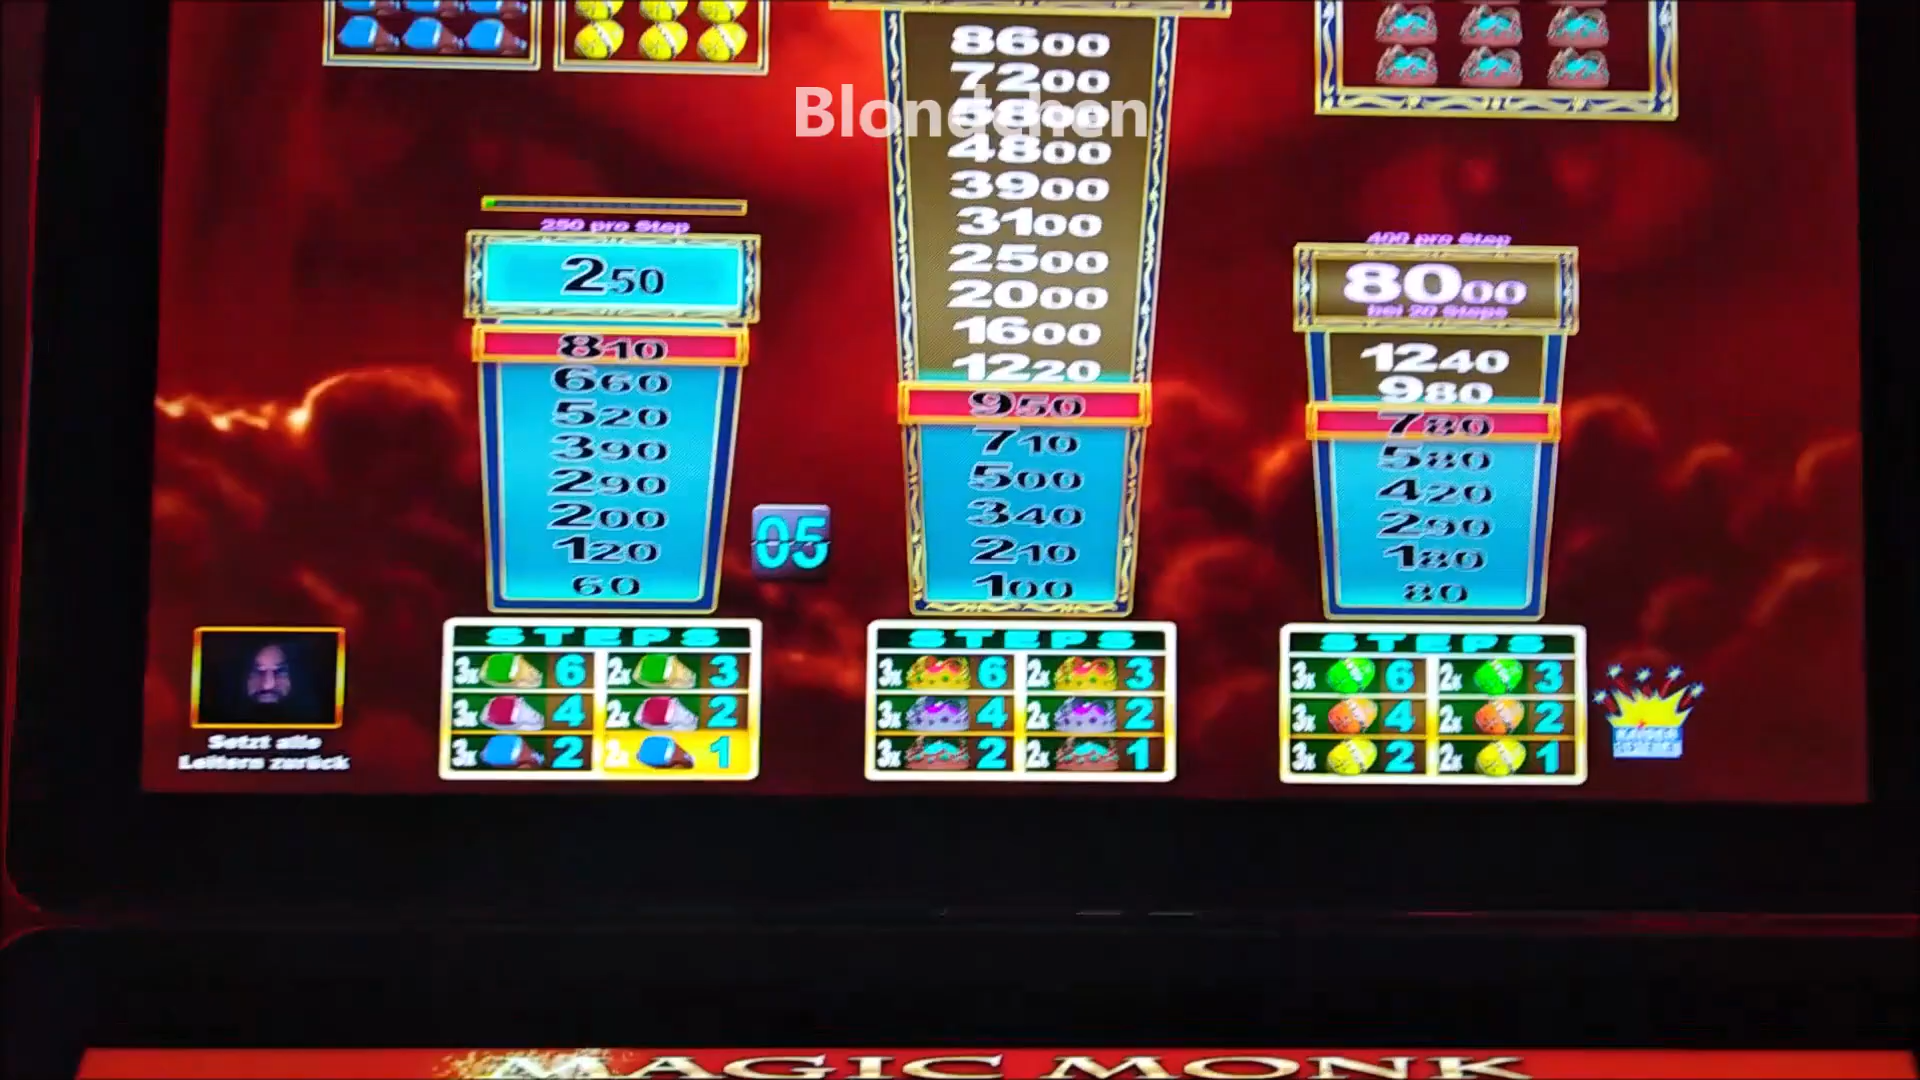 8600
7200
Blondchen
5800
4800
3900
3100
2500
2000
1600
1220
950
710
500
340
210
100
250 pro Step
250
810
660
520
390
290
200
120
60
05
400 pro Step
8000
bei 20 Steps
1240
980
780
580
420
290
180
80
Setzt alle
Leitern zurück
STEPS
3x 6 2x 3
3x 4 2x 2
3x 2 2x 1
STEPS
3x 6 2x 3
3x 4 2x 2
3x 2 2x 1
STEPS
3x 6 2x 3
3x 4 2x 2
3x 2 2x 1
MAGIC MONK